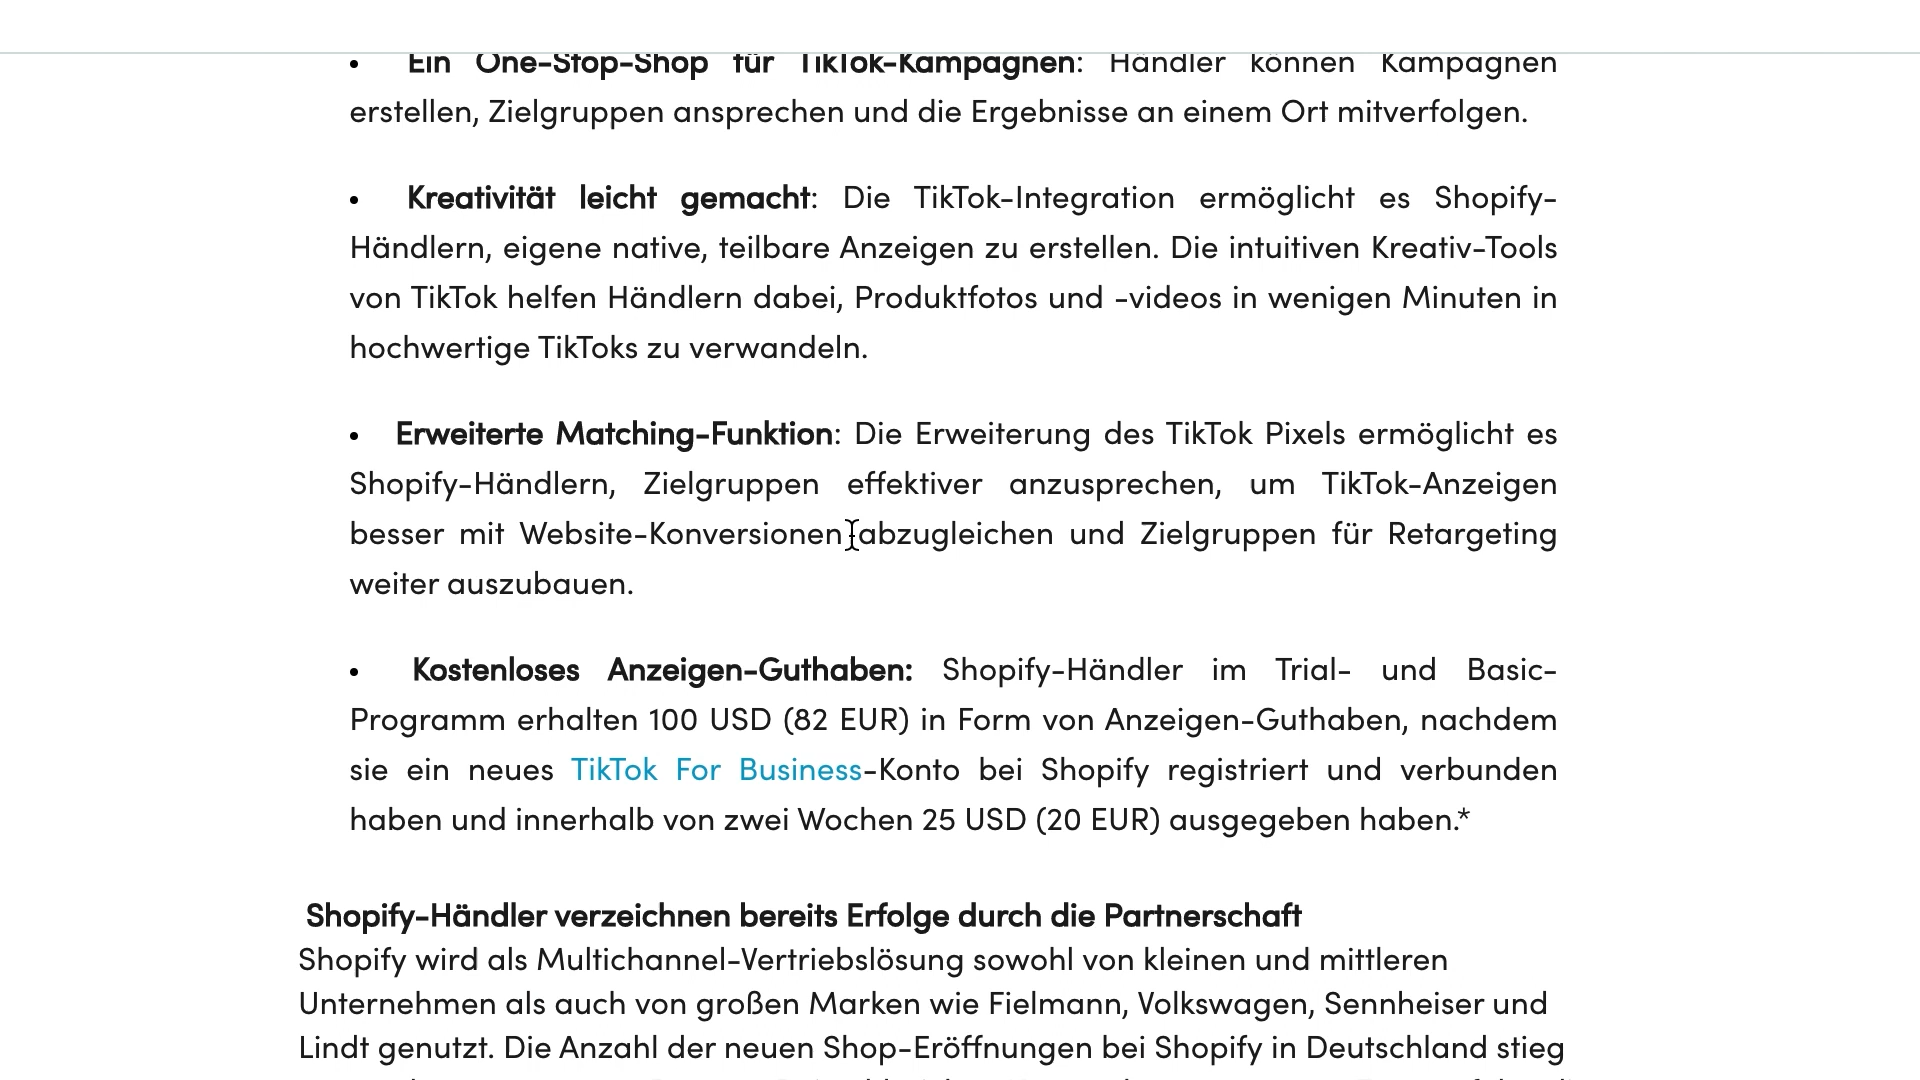 • Ein One-Stop-Shop für TikTok-Kampagnen: Händler können Kampagnen
erstellen, Zielgruppen ansprechen und die Ergebnisse an einem Ort mitverfolgen.
• Kreativität leicht gemacht: Die TikTok-Integration ermöglicht es Shopify-
Händlern, eigene native, teilbare Anzeigen zu erstellen. Die intuitiven Kreativ-Tools
von TikTok helfen Händlern dabei, Produktfotos und -videos in wenigen Minuten in
hochwertige TikToks zu verwandeln.
• Erweiterte Matching-Funktion: Die Erweiterung des TikTok Pixels ermöglicht es
Shopify-Händlern, Zielgruppen effektiver anzusprechen, um TikTok-Anzeigen
besser mit Website-Konversionen abzugleichen und Zielgruppen für Retargeting
weiter auszubauen.
• Kostenloses Anzeigen-Guthaben: Shopify-Händler im Trial- und Basic-
Programm erhalten 100 USD (82 EUR) in Form von Anzeigen-Guthaben, nachdem
sie ein neues TikTok For Business-Konto bei Shopify registriert und verbunden
haben und innerhalb von zwei Wochen 25 USD (20 EUR) ausgegeben haben.*
Shopify-Händler verzeichnen bereits Erfolge durch die Partnerschaft
Shopify wird als Multichannel-Vertriebslösung sowohl von kleinen und mittleren
Unternehmen als auch von großen Marken wie Fielmann, Volkswagen, Sennheiser und
Lindt genutzt. Die Anzahl der neuen Shop-Eröffnungen bei Shopify in Deutschland stieg